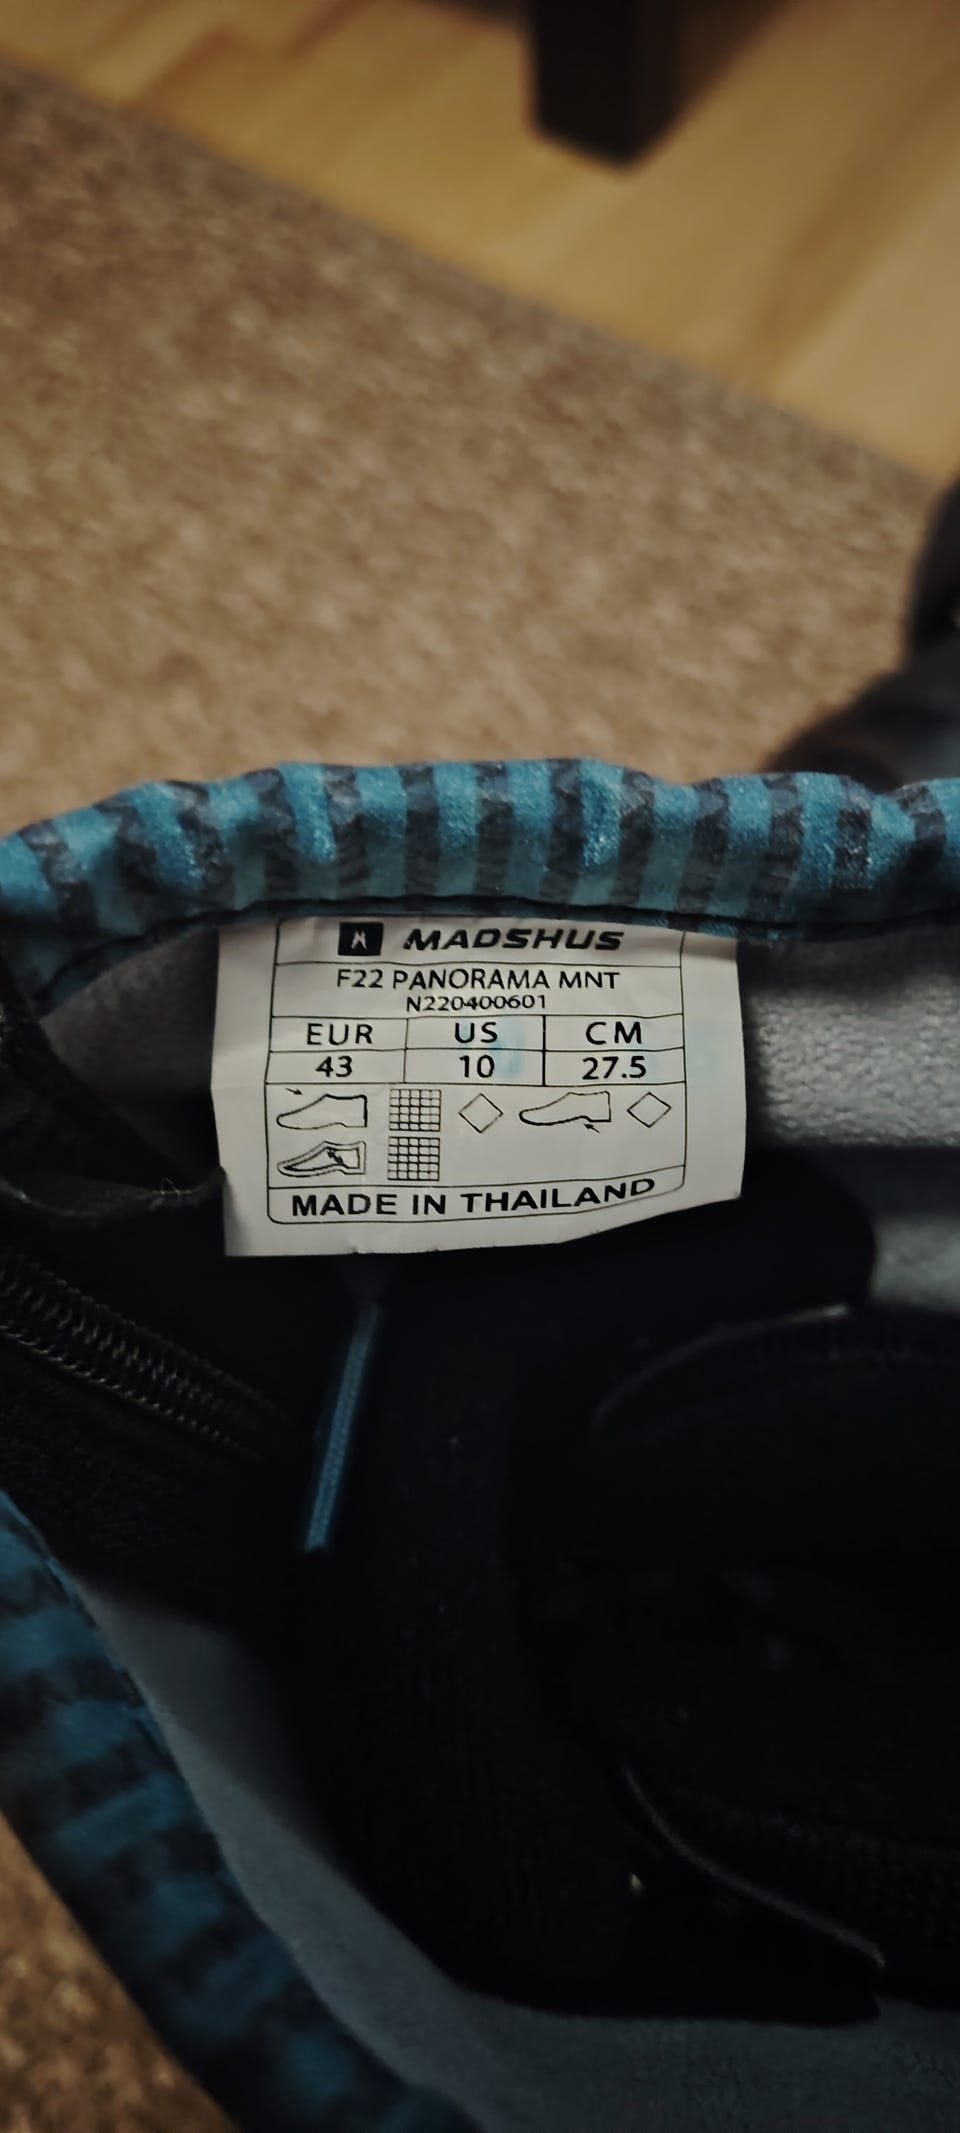 MADSHUS
F22 PANORAMA MNT
N220400601
EUR US CM
43 10 27.5
MADE IN THAILAND